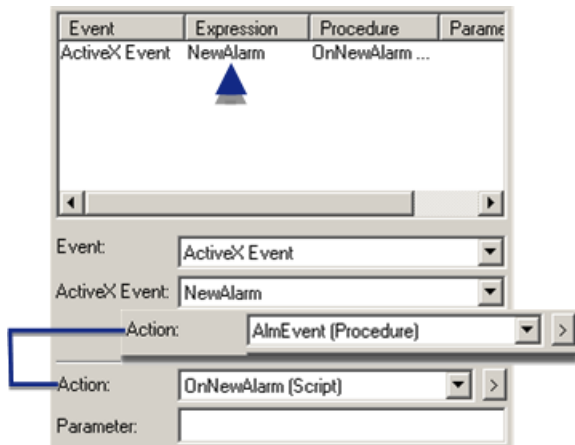 Event Expression Procedure Parame
ActiveX Event NewAlarm OnNewAlarm ...
Event: ActiveX Event
ActiveX Event: NewAlarm
Action: AlmEvent (Procedure) >
Action: OnNewAlarm (Script) >
Parameter: